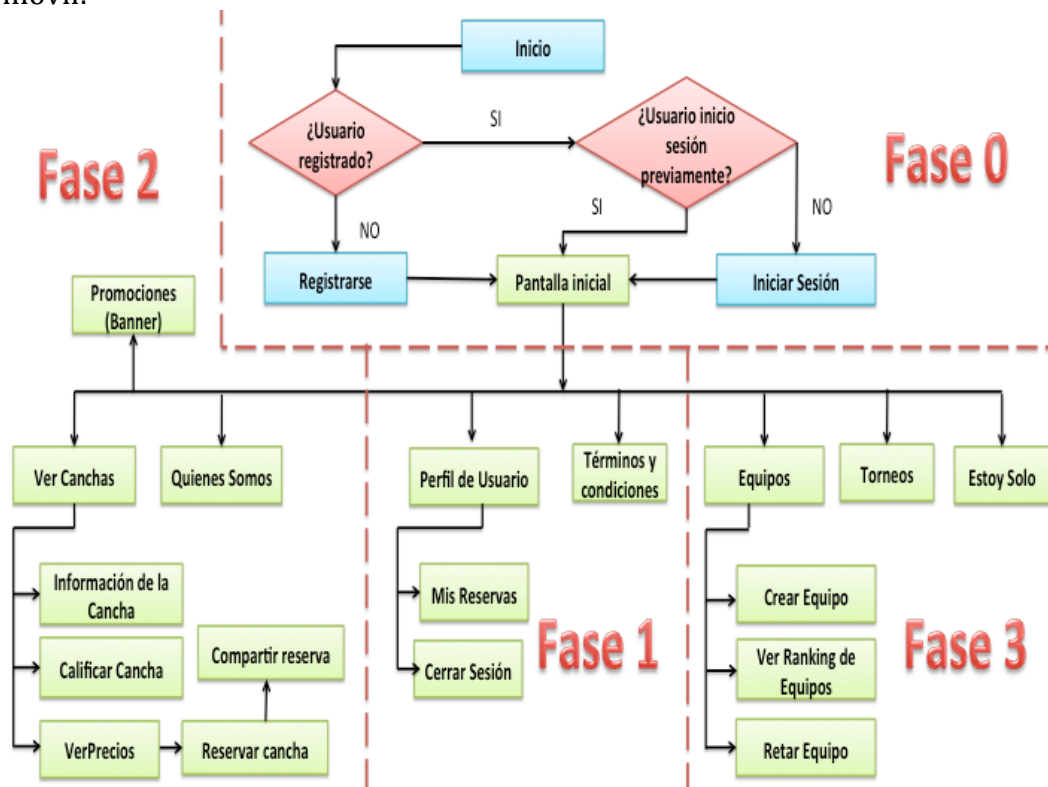 móvil.
Inicio
¿Usuario
registrado?
SI
¿Usuario inicio
sesión
previamente?
Fase 0
Fase 2
NO
SI
NO
Registrarse
Pantalla inicial
Iniciar Sesión
Promociones
(Banner)
Ver Canchas
Quienes Somos
Perfil de Usuario
Términos y
condiciones
Equipos
Torneos
Estoy Solo
Información de la
Cancha
Calificar Cancha
Compartir reserva
VerPrecios
Reservar cancha
Mis Reservas
Cerrar Sesión
Fase 1
Crear Equipo
Ver Ranking de
Equipos
Retar Equipo
Fase 3